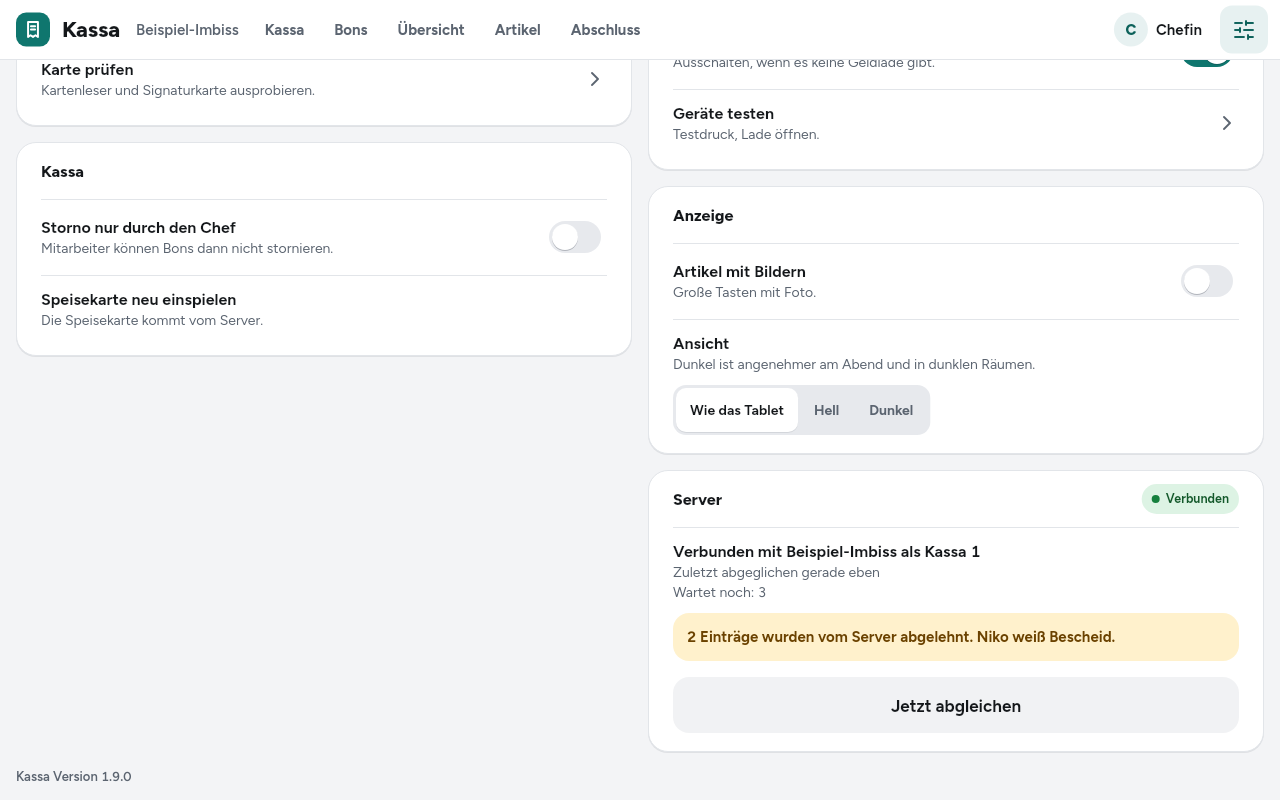 Kassa
Beispiel-Imbiss
Kassa
Bons
Übersicht
Artikel
Abschluss
C
Chefin
Karte prüfen
Kartenleser und Signaturkarte ausprobieren.
Kassa
Storno nur durch den Chef
Mitarbeiter können Bons dann nicht stornieren.
Speisekarte neu einspielen
Die Speisekarte kommt vom Server.
Ausschalten, wenn es keine Geldlade gibt.
Geräte testen
Testdruck, Lade öffnen.
Anzeige
Artikel mit Bildern
Große Tasten mit Foto.
Ansicht
Dunkel ist angenehmer am Abend und in dunklen Räumen.
Wie das Tablet
Hell
Dunkel
Server
Verbunden
Verbunden mit Beispiel-Imbiss als Kassa 1
Zuletzt abgeglichen gerade eben
Wartet noch: 3
2 Einträge wurden vom Server abgelehnt. Niko weiß Bescheid.
Jetzt abgleichen
Kassa Version 1.9.0